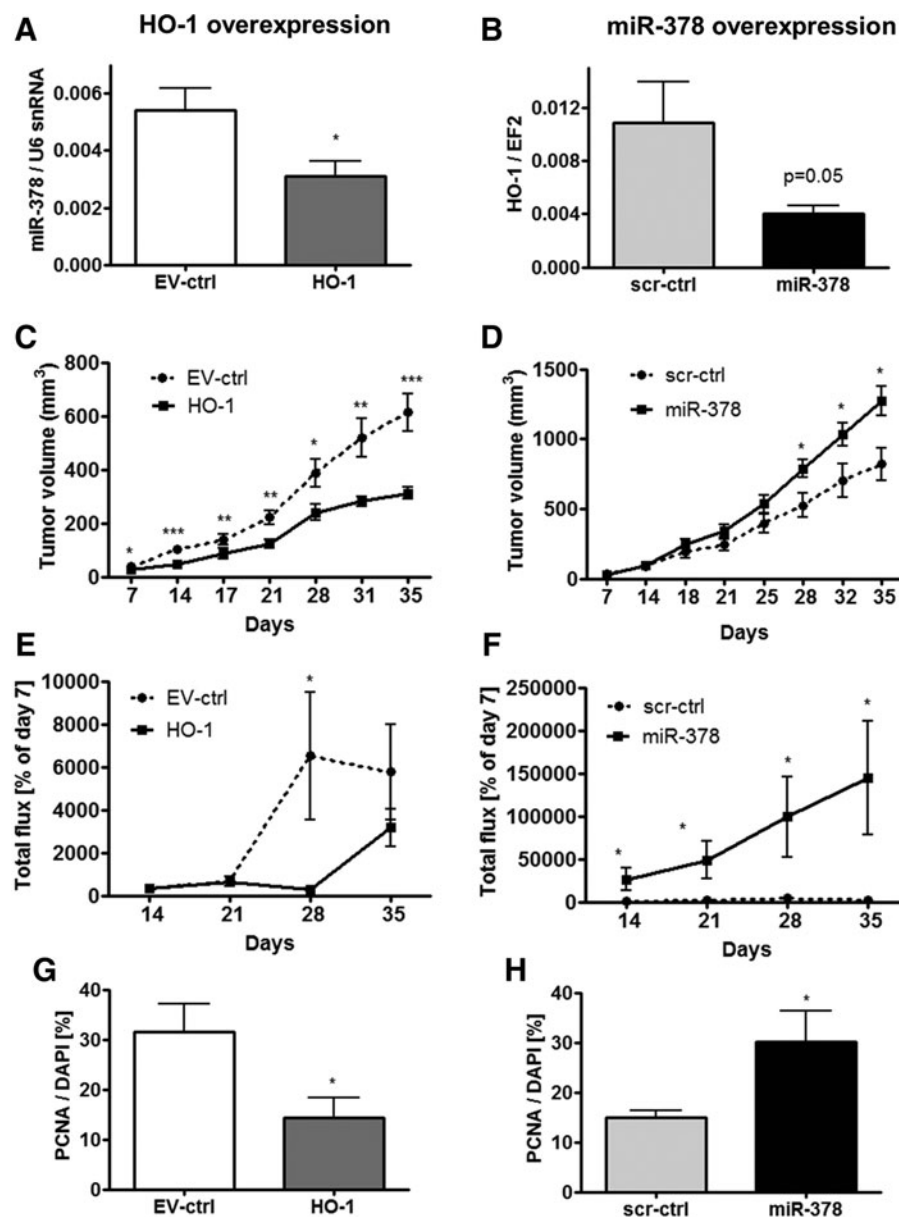 HO-1 overexpression
miR-378 overexpression
A
miR-378 / U6 snRNA
0.006
0.004
0.002
0.000
*
EV-ctrl HO-1
B
HO-1 / EF2
0.012
0.008
0.004
0.000
p=0.05
scr-ctrl miR-378
C
Tumor volume (mm³)
800
600
400
200
0
EV-ctrl
HO-1
* *** ** ** * ** ***
7 14 17 21 28 31 35
Days
D
Tumor volume (mm³)
1500
1000
500
0
scr-ctrl
miR-378
* * *
7 14 18 21 25 28 32 35
Days
E
Total flux [% of day 7]
10000
8000
6000
4000
2000
0
EV-ctrl
HO-1
*
14 21 28 35
Days
F
Total flux [% of day 7]
250000
200000
150000
100000
50000
0
scr-ctrl
miR-378
* * * *
14 21 28 35
Days
G
PCNA / DAPI [%]
40
30
20
10
0
*
EV-ctrl HO-1
H
PCNA / DAPI [%]
40
30
20
10
0
*
scr-ctrl miR-378